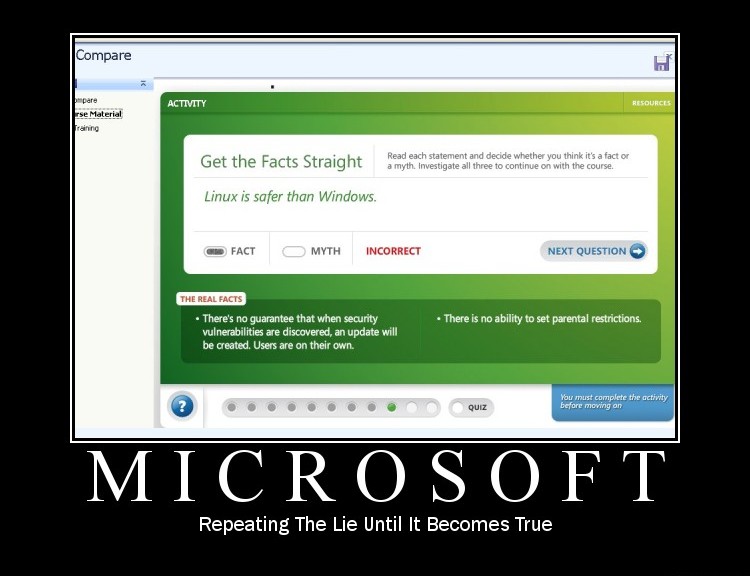 Compare
ompare
rse Material
Training
ACTIVITY
RESOURCES
Get the Facts Straight
Read each statement and decide whether you think it's a fact or
a myth. Investigate all three to continue on with the course.
Linux is safer than Windows.
FACT
MYTH
INCORRECT
NEXT QUESTION
THE REAL FACTS
• There's no guarantee that when security
vulnerabilities are discovered, an update will
be created. Users are on their own.
• There is no ability to set parental restrictions.
?
QUIZ
You must complete the activity
before moving on
MICROSOFT
Repeating The Lie Until It Becomes True